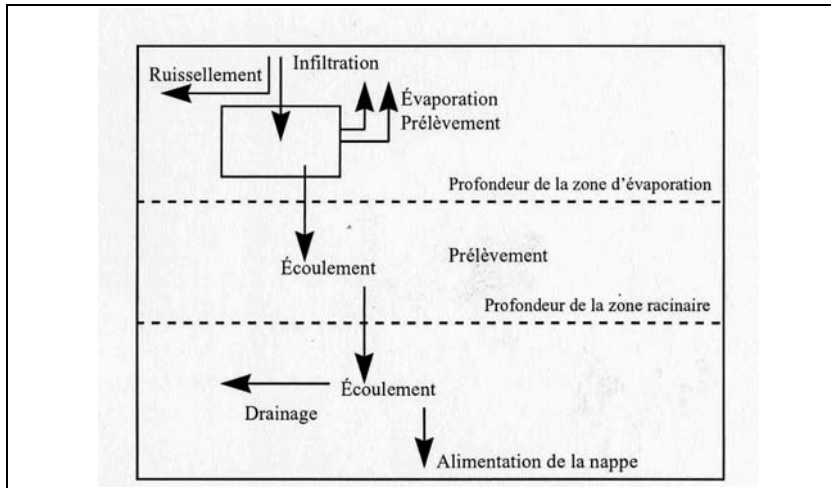 Infiltration
Ruissellement
Évaporation
Prélèvement
Profondeur de la zone d'évaporation
Écoulement
Prélèvement
Profondeur de la zone racinaire
Écoulement
Drainage
Alimentation de la nappe